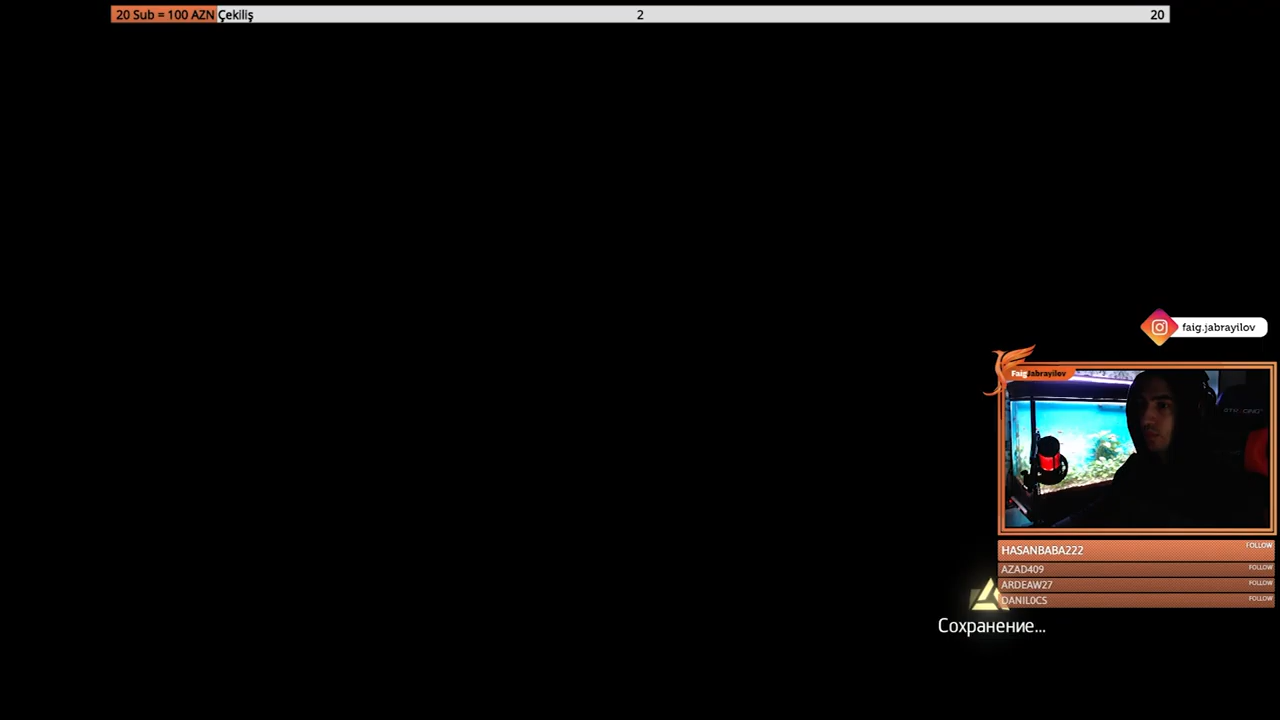 20 Sub = 100 AZN Çekiliş 2 20
faig.jabrayilov
FaigJabrayilov
HASANBABA222 FOLLOW
AZAD409 FOLLOW
ARDEAW27 FOLLOW
DANIL0CS FOLLOW
Сохранение...